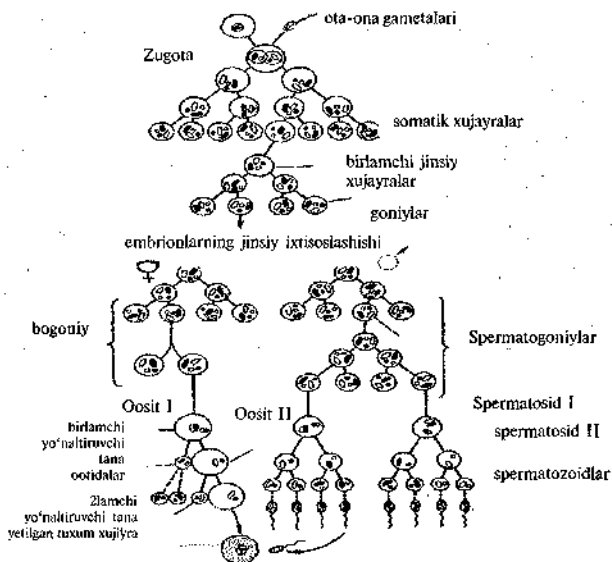 ota-ona gametalari
Zugota
somatik xujayralar
birlamchi jinsiy
xujayralar
goniylar
embrionlarning jinsiy ixtisoslashishi
bogoniy
Spermatogoniylar
Oosit I
Oosit II
Spermatosid I
birlamchi
yo‘naltiruvchi
tana
ootidalar
spermatosid II
spermatozoidlar
2lamchi
yo‘naltiruvchi tana
yetilgan tuxum xujilyra